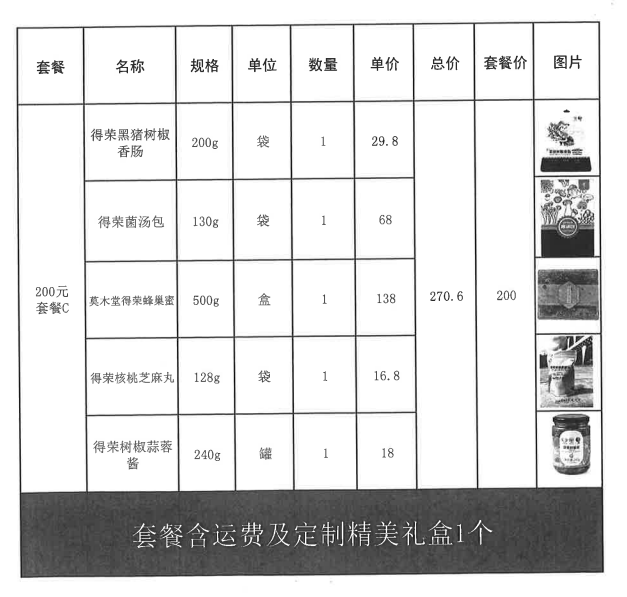 套餐 名称 规格 单位 数量 单价 总价 套餐价 图片
200元
套餐C
得荣黑猪树椒
香肠 200g 袋 1 29.8
得荣菌汤包 130g 袋 1 68
莫木堂得荣蜂巢蜜 500g 盒 1 138
270.6 200
得荣核桃芝麻丸 128g 袋 1 16.8
得荣树椒蒜蓉
酱 240g 罐 1 18
套餐含运费及定制精美礼盒1个